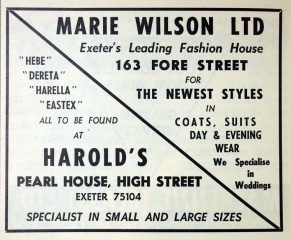 MARIE WILSON LTD
Exeter's Leading Fashion House
163 FORE STREET
FOR
THE NEWEST STYLES
IN
COATS, SUITS
DAY & EVENING
WEAR
We Specialise
in
Weddings
"HEBE"
"DERETA"
"HARELLA"
"EASTEX"
ALL TO BE FOUND
AT
HAROLD'S
PEARL HOUSE, HIGH STREET
EXETER 75104
SPECIALIST IN SMALL AND LARGE SIZES